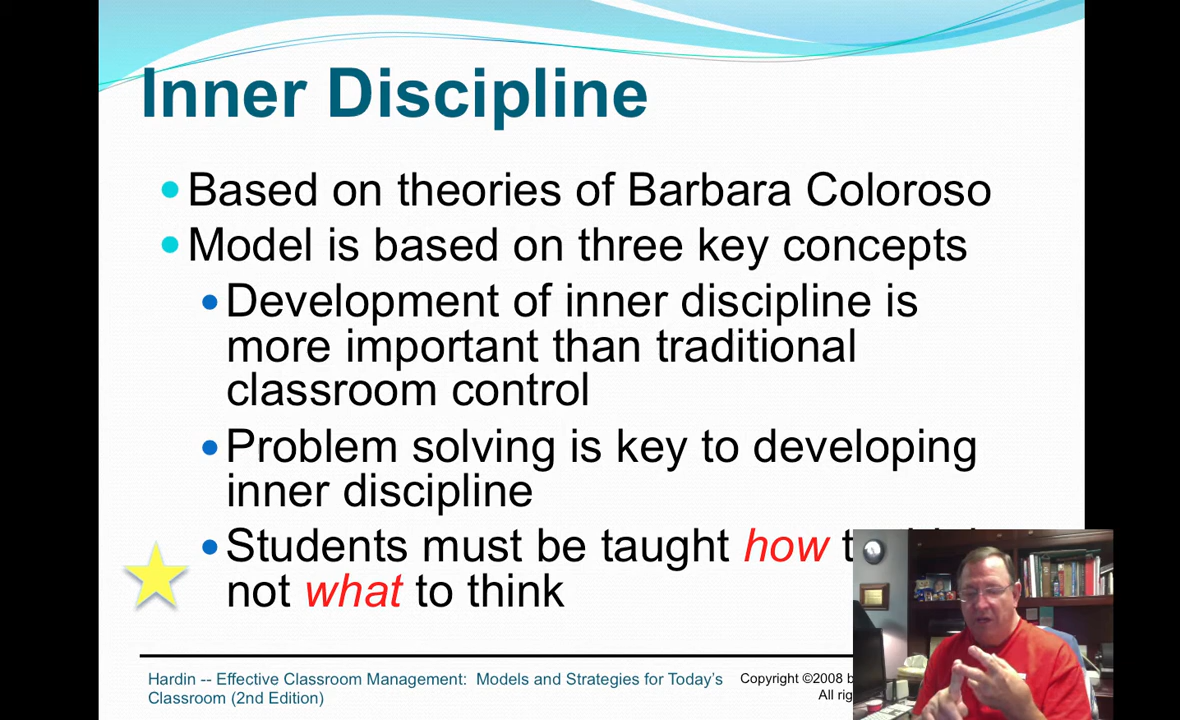 Inner Discipline
Based on theories of Barbara Coloroso
Model is based on three key concepts
Development of inner discipline is
more important than traditional
classroom control
Problem solving is key to developing
inner discipline
Students must be taught how
not what to think
Hardin -- Effective Classroom Management: Models and Strategies for Today's
Classroom (2nd Edition)
Copyright ©2008
All